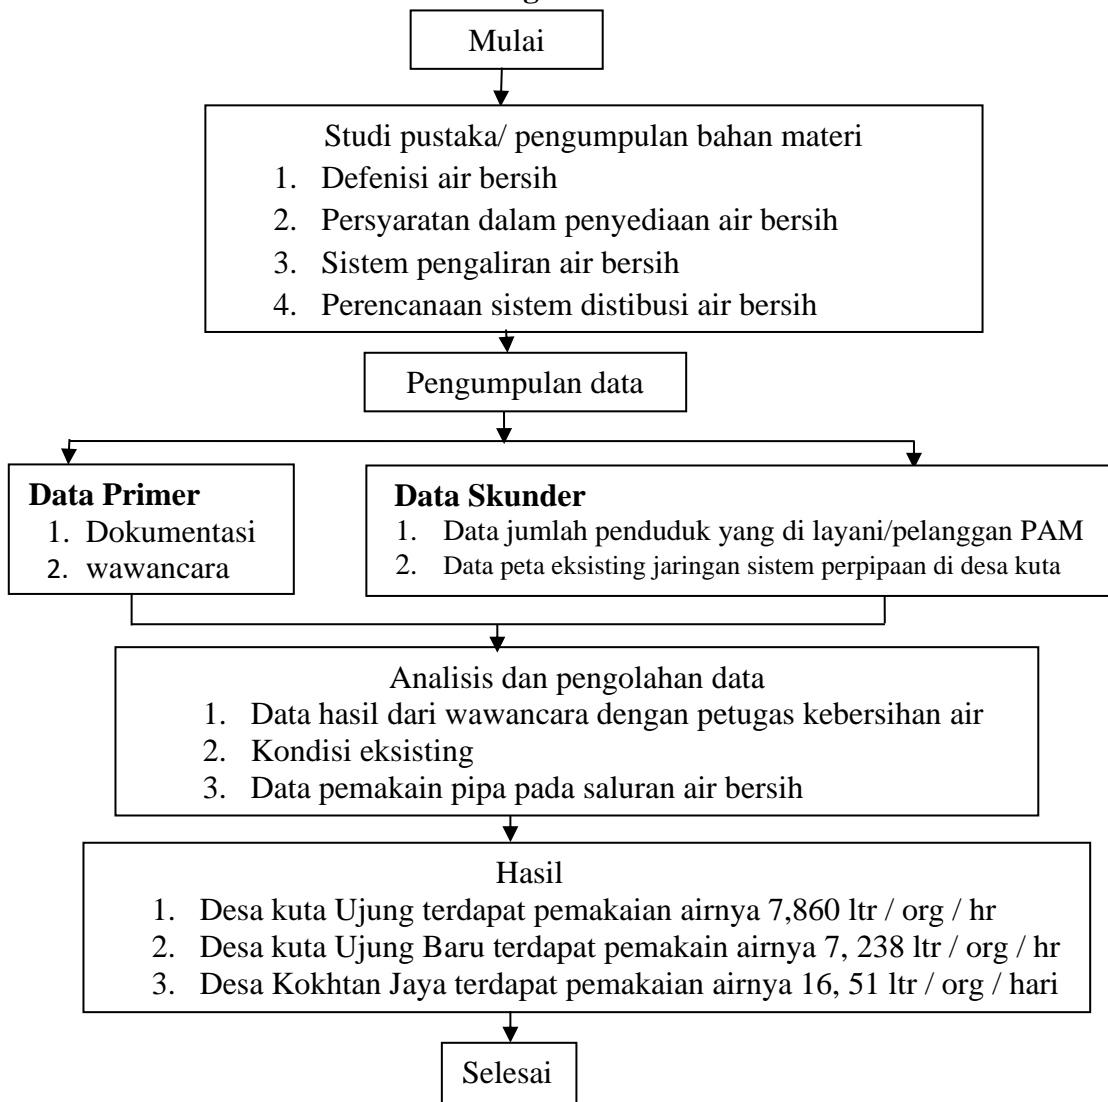 Mulai
Studi pustaka/ pengumpulan bahan materi
1. Defenisi air bersih
2. Persyaratan dalam penyediaan air bersih
3. Sistem pengaliran air bersih
4. Perencanaan sistem distibusi air bersih
Pengumpulan data
Data Primer
1. Dokumentasi
2. wawancara
Data Skunder
1. Data jumlah penduduk yang di layani/pelanggan PAM
2. Data peta eksisting jaringan sistem perpipaan di desa kuta
Analisis dan pengolahan data
1. Data hasil dari wawancara dengan petugas kebersihan air
2. Kondisi eksisting
3. Data pemakain pipa pada saluran air bersih
Hasil
1. Desa kuta Ujung terdapat pemakaian airnya 7,860 ltr / org / hr
2. Desa kuta Ujung Baru terdapat pemakain airnya 7, 238 ltr / org / hr
3. Desa Kokhtan Jaya terdapat pemakaian airnya 16, 51 ltr / org / hari
Selesai